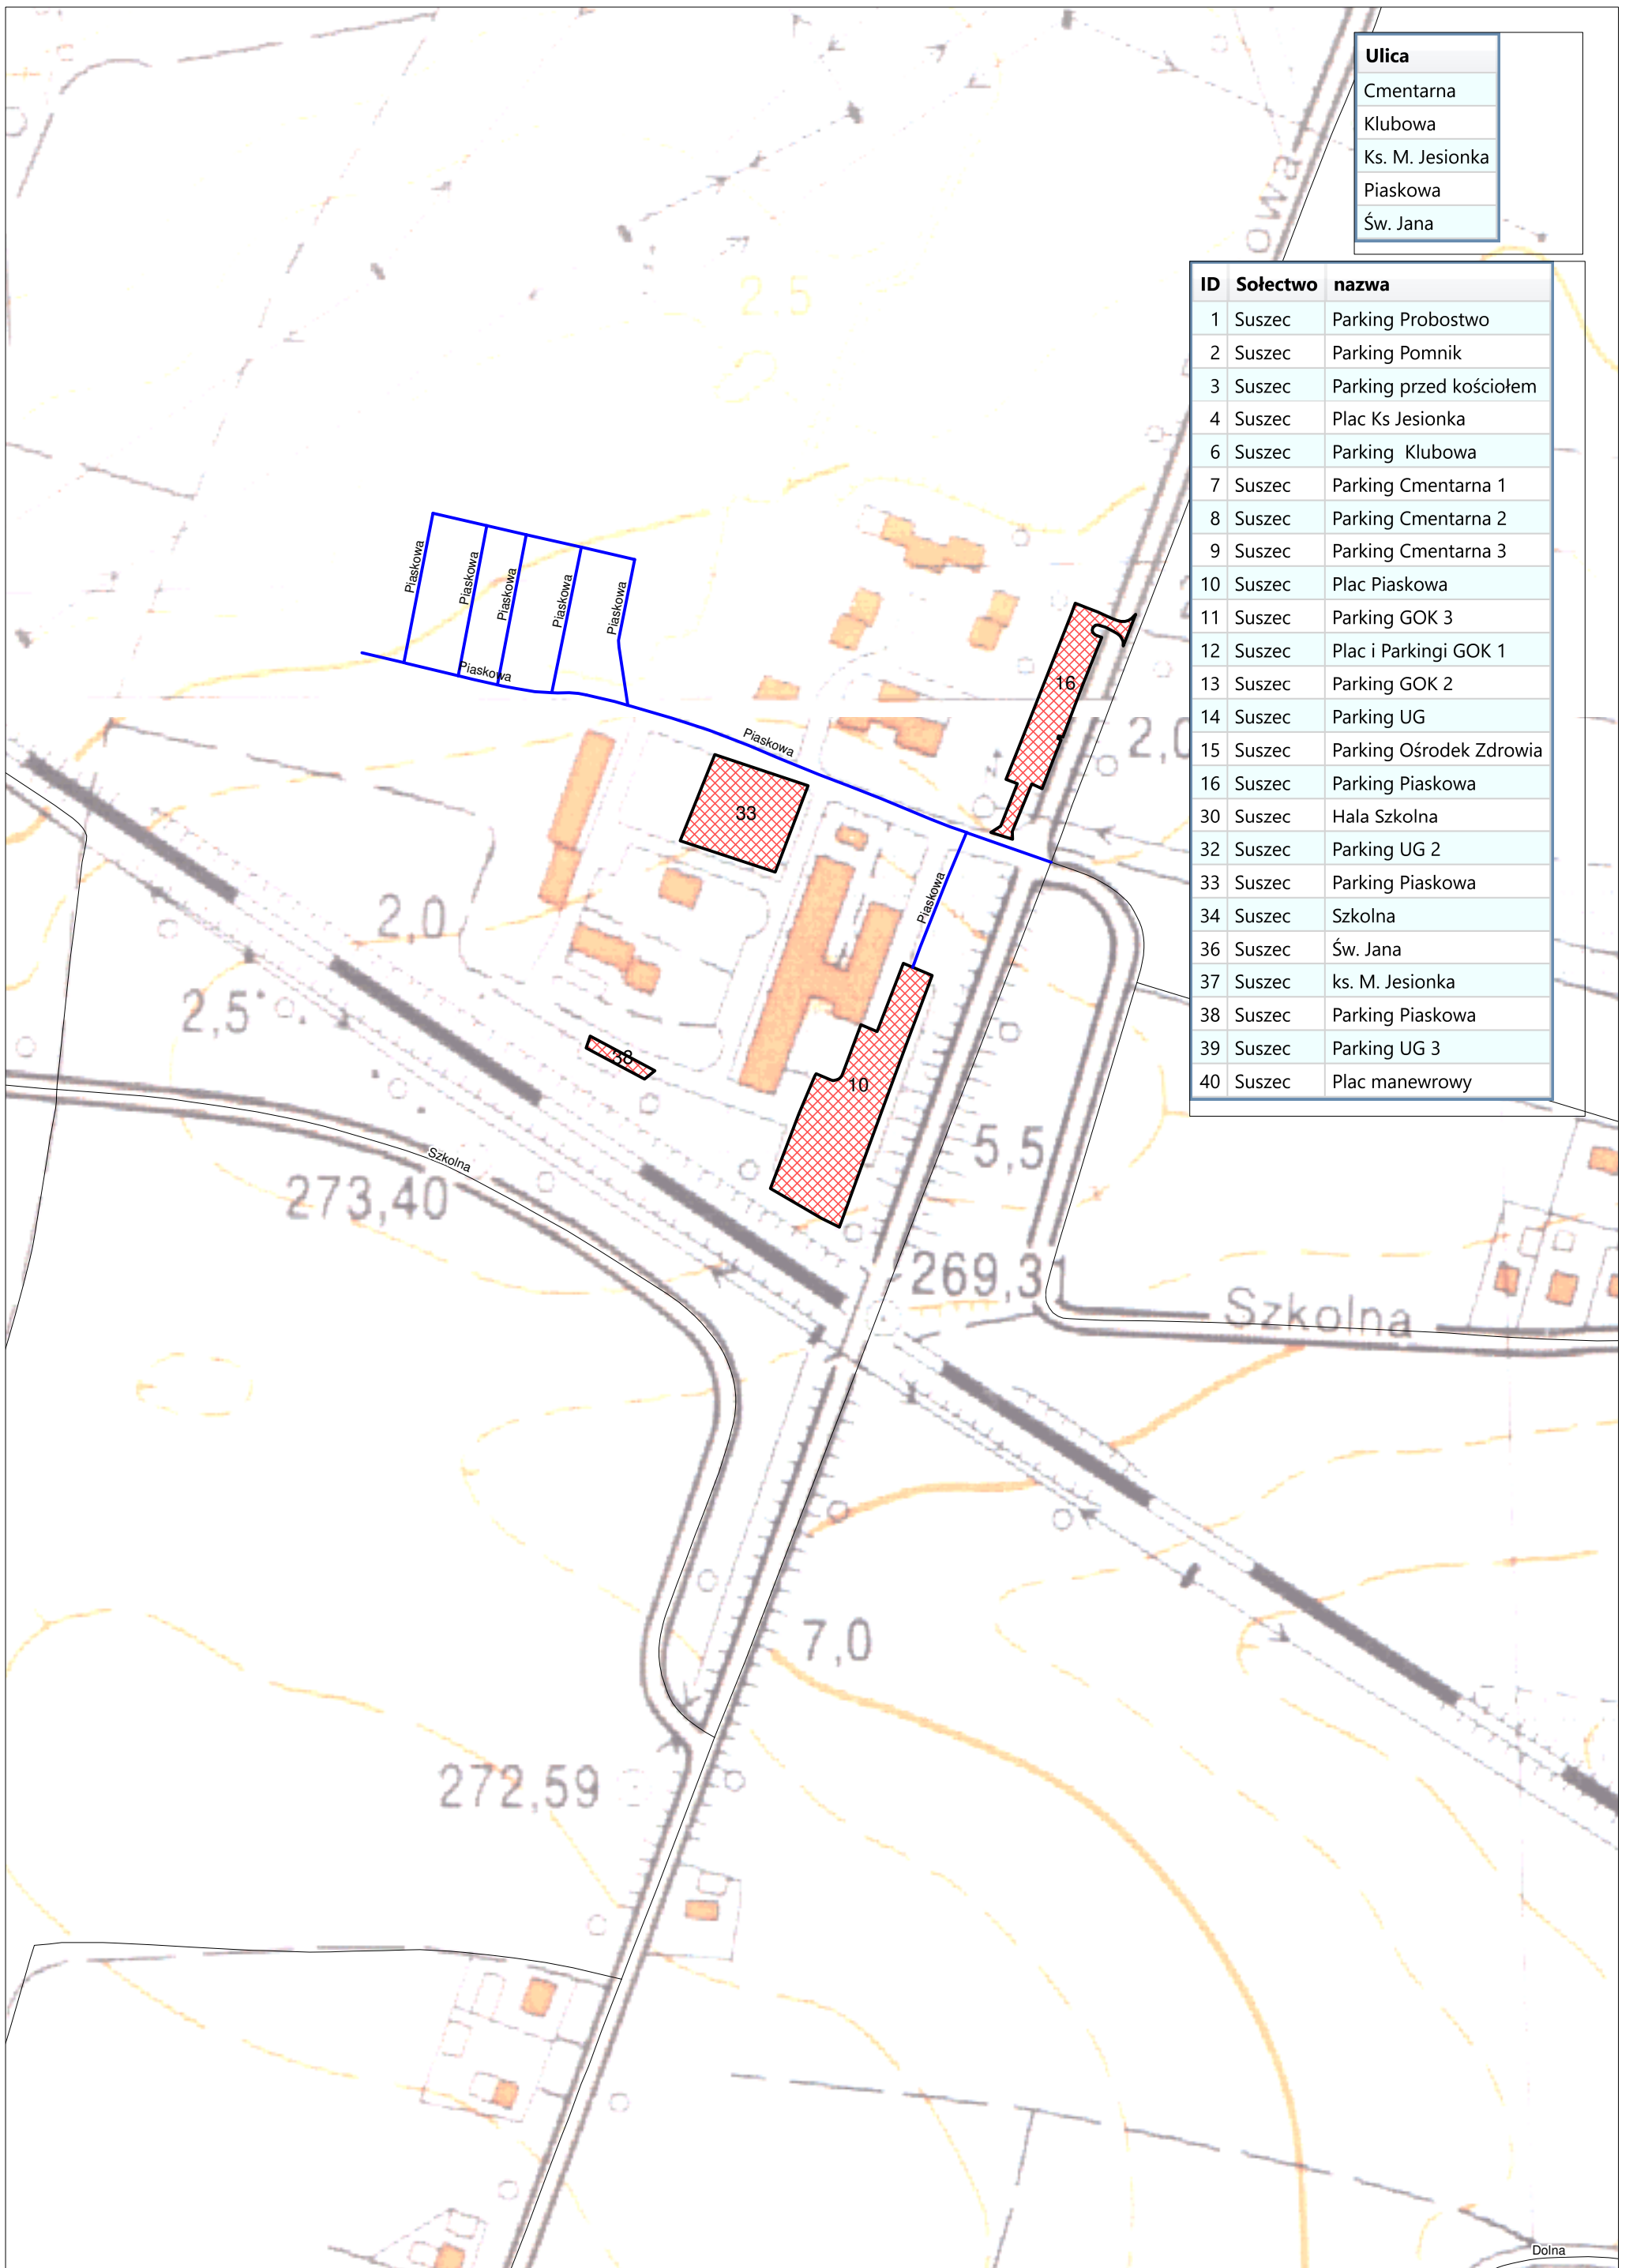 Ulica
Cmentarna
Klubowa
Ks. M. Jesionka
Piaskowa
Św. Jana
owa
ID Sołectwo nazwa
1 Suszec Parking Probostwo
2 Suszec Parking Pomnik
3 Suszec Parking przed kościołem
4 Suszec Plac Ks Jesionka
6 Suszec Parking Klubowa
7 Suszec Parking Cmentarna 1
8 Suszec Parking Cmentarna 2
9 Suszec Parking Cmentarna 3
10 Suszec Plac Piaskowa
11 Suszec Parking GOK 3
12 Suszec Plac i Parkingi GOK 1
13 Suszec Parking GOK 2
14 Suszec Parking UG
15 Suszec Parking Ośrodek Zdrowia
16 Suszec Parking Piaskowa
30 Suszec Hala Szkolna
32 Suszec Parking UG 2
33 Suszec Parking Piaskowa
34 Suszec Szkolna
36 Suszec Św. Jana
37 Suszec ks. M. Jesionka
38 Suszec Parking Piaskowa
39 Suszec Parking UG 3
40 Suszec Plac manewrowy
2.5
Piaskowa
Piaskowa
Piaskowa
Piaskowa
Piaskowa
Piaskowa
16
Piaskowa
2,0
33
Piaskowa
2,0
2,5
38
10
5,5
Szkolna
273,40
269,31
Szkolna
7,0
272,59
Dolna